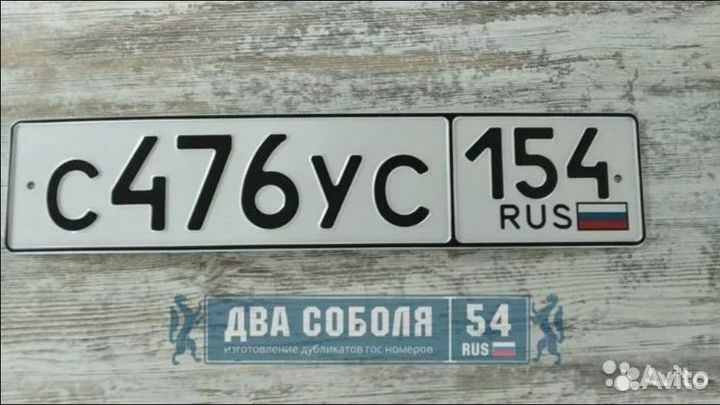 С476УС 154
RUS
ДВА СОБОЛЯ 54
изготовление дубликатов гос номеров RUS
Avito